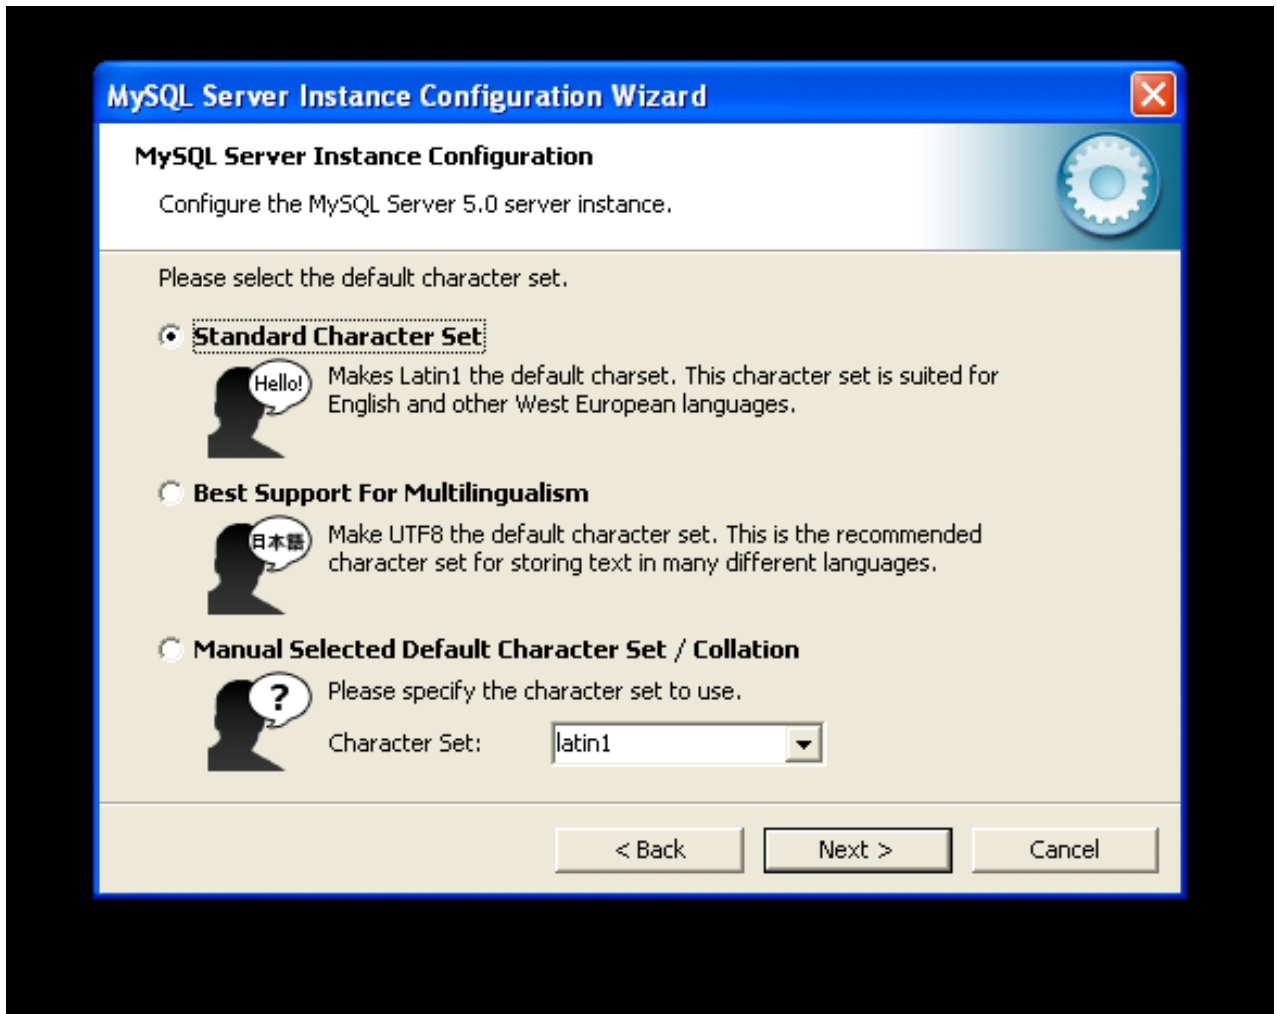 MySQL Server Instance Configuration Wizard
MySQL Server Instance Configuration
Configure the MySQL Server 5.0 server instance.
Please select the default character set.
Standard Character Set
Hello!
Makes Latin1 the default charset. This character set is suited for
English and other West European languages.
Best Support For Multilingualism
日本語
Make UTF8 the default character set. This is the recommended
character set for storing text in many different languages.
Manual Selected Default Character Set / Collation
?
Please specify the character set to use.
Character Set: latin1
< Back Next > Cancel